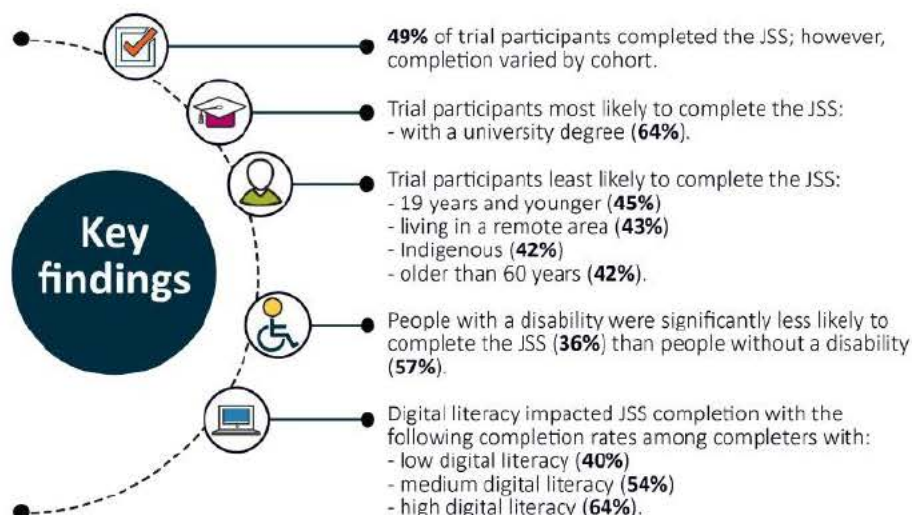 Key
findings
49% of trial participants completed the JSS; however,
completion varied by cohort.
Trial participants most likely to complete the JSS:
- with a university degree (64%).
Trial participants least likely to complete the JSS:
- 19 years and younger (45%)
- living in a remote area (43%)
- Indigenous (42%)
- older than 60 years (42%).
People with a disability were significantly less likely to
complete the JSS (36%) than people without a disability
(57%).
Digital literacy impacted JSS completion with the
following completion rates among completers with:
- low digital literacy (40%)
- medium digital literacy (54%)
- high digital literacy (64%).